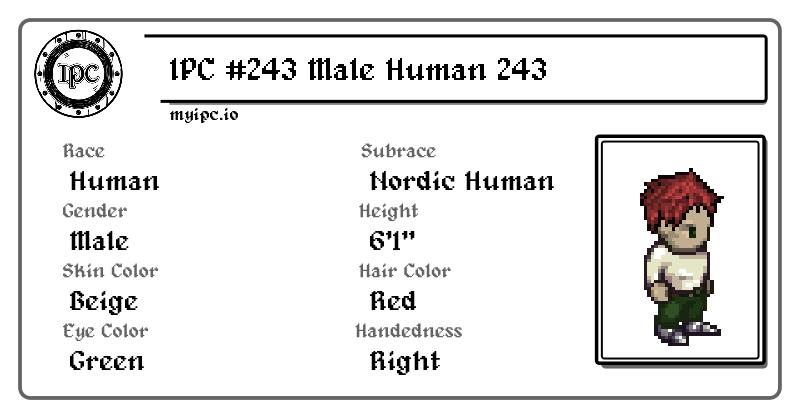 IPC
IPC #243 Male Human 243
myipc.io
Race
Human
Subrace
Nordic Human
Gender
Male
Height
6'1"
Skin Color
Beige
Hair Color
Red
Eye Color
Green
Handedness
Right